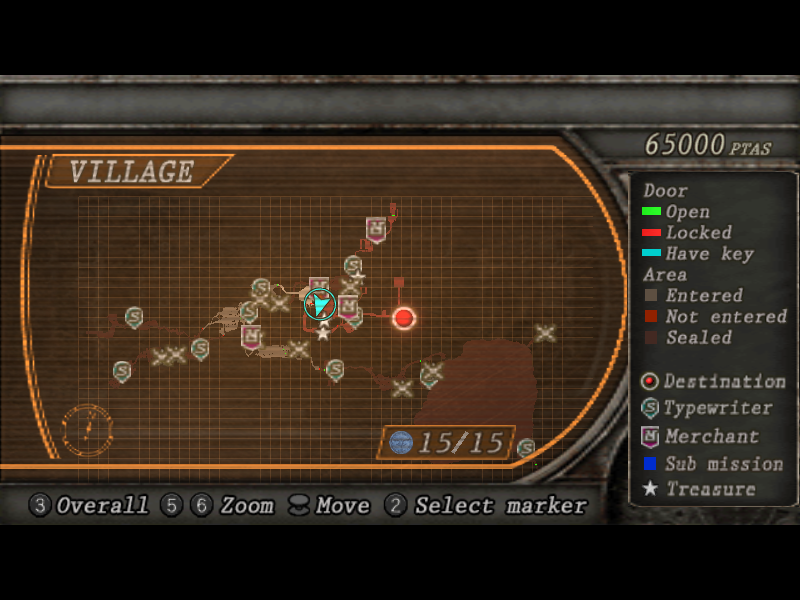 VILLAGE
65000 PTAS
Door
Open
Locked
Have key
Area
Entered
Not entered
Sealed
Destination
Typewriter
Merchant
Sub mission
Treasure
15/15
3 Overall 5 6 Zoom Move 2 Select marker